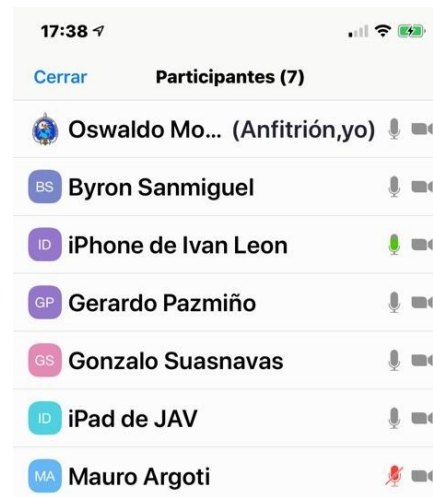 17:38
Cerrar Participantes (7)
Oswaldo Mo... (Anfitrión,yo)
BS Byron Sanmiguel
ID iPhone de Ivan Leon
GP Gerardo Pazmiño
GS Gonzalo Suasnavas
ID iPad de JAV
MA Mauro Argoti